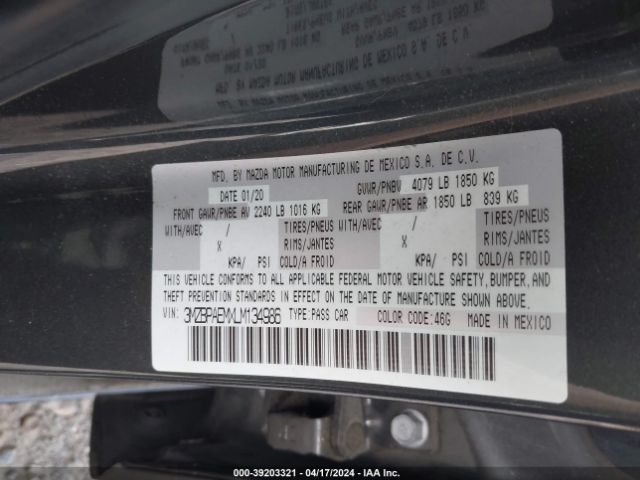 MFD. BY MAZDA MOTOR MANUFACTURING DE MEXICO S.A. DE C.V.
DATE 01/20 GVWR/PNBV 4079 LB 1850 KG
FRONT GAWR/PNBE AV 2240 LB 1016 KG REAR GAWR/PNBE AR 1850 LB 839 KG
WITH/AVEC / TIRES/PNEUS WITH/AVEC / TIRES/PNEUS
X RIMS/JANTES X RIMS/JANTES
KPA/ PSI COLD/A FROID KPA/ PSI COLD/A FROID
THIS VEHICLE CONFORMS TO ALL APPLICABLE FEDERAL MOTOR VEHICLE SAFETY, BUMPER, AND
THEFT PREVENTION STANDARDS IN EFFECT ON THE DATE OF MANUFACTURE SHOWN ABOVE.
VIN: 3MZBPAEMXLM134986 TYPE:PASS CAR COLOR CODE:46G MADE IN MEXICO
000-39203321 - 04/17/2024 - IAA Inc.